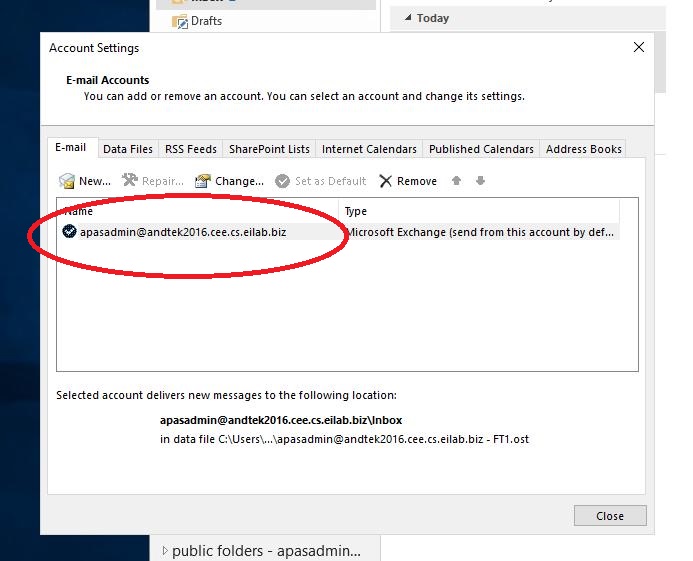 Drafts
Today
Account Settings
E-mail Accounts
You can add or remove an account. You can select an account and change its settings.
E-mail Data Files RSS Feeds SharePoint Lists Internet Calendars Published Calendars Address Books
New... Repair... Change... Set as Default Remove
Name Type
apasadmin@andtek2016.cee.cs.eilab.biz Microsoft Exchange (send from this account by def...
Selected account delivers new messages to the following location:
apasadmin@andtek2016.cee.cs.eilab.biz\Inbox
in data file C:\Users\...\apasadmin@andtek2016.cee.cs.eilab.biz - FT1.ost
Close
public folders - apasadmin...